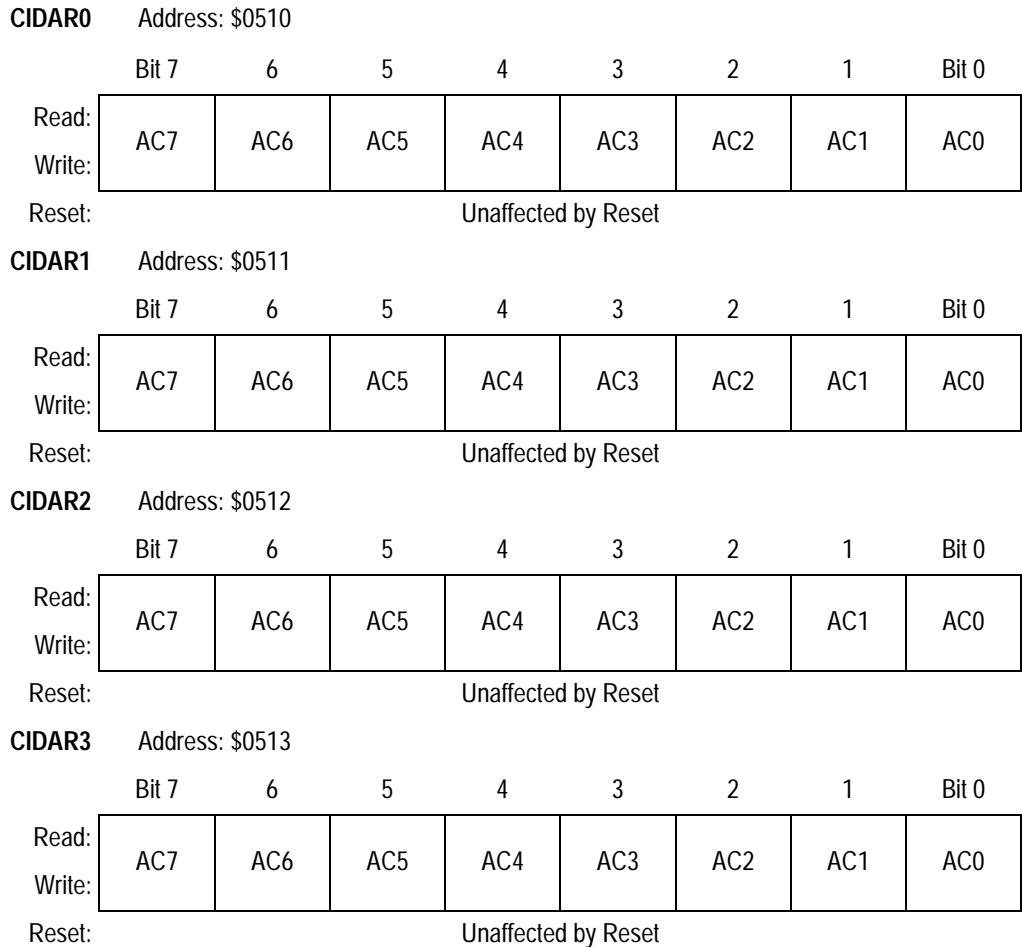 CIDAR0 Address: $0510
Bit 7 6 5 4 3 2 1 Bit 0
Read:
AC7 AC6 AC5 AC4 AC3 AC2 AC1 AC0
Write:
Reset: Unaffected by Reset
CIDAR1 Address: $0511
Bit 7 6 5 4 3 2 1 Bit 0
Read:
AC7 AC6 AC5 AC4 AC3 AC2 AC1 AC0
Write:
Reset: Unaffected by Reset
CIDAR2 Address: $0512
Bit 7 6 5 4 3 2 1 Bit 0
Read:
AC7 AC6 AC5 AC4 AC3 AC2 AC1 AC0
Write:
Reset: Unaffected by Reset
CIDAR3 Address: $0513
Bit 7 6 5 4 3 2 1 Bit 0
Read:
AC7 AC6 AC5 AC4 AC3 AC2 AC1 AC0
Write:
Reset: Unaffected by Reset